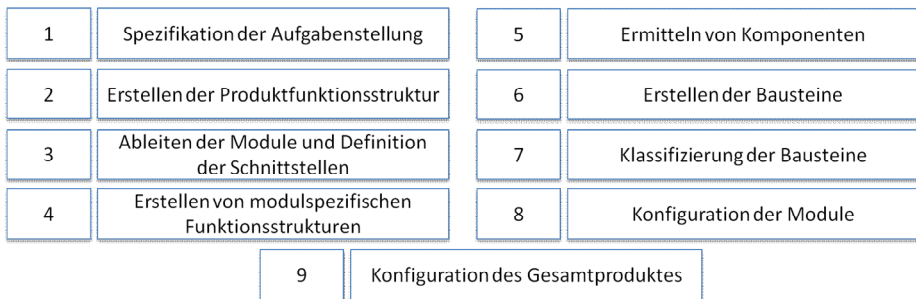 1
Spezifikation der Aufgabenstellung
2
Erstellen der Produktfunktionsstruktur
3
Ableiten der Module und Definition
der Schnittstellen
4
Erstellen von modulspezifischen
Funktionsstrukturen
5
Ermitteln von Komponenten
6
Erstellen der Bausteine
7
Klassifizierung der Bausteine
8
Konfiguration der Module
9
Konfiguration des Gesamtproduktes